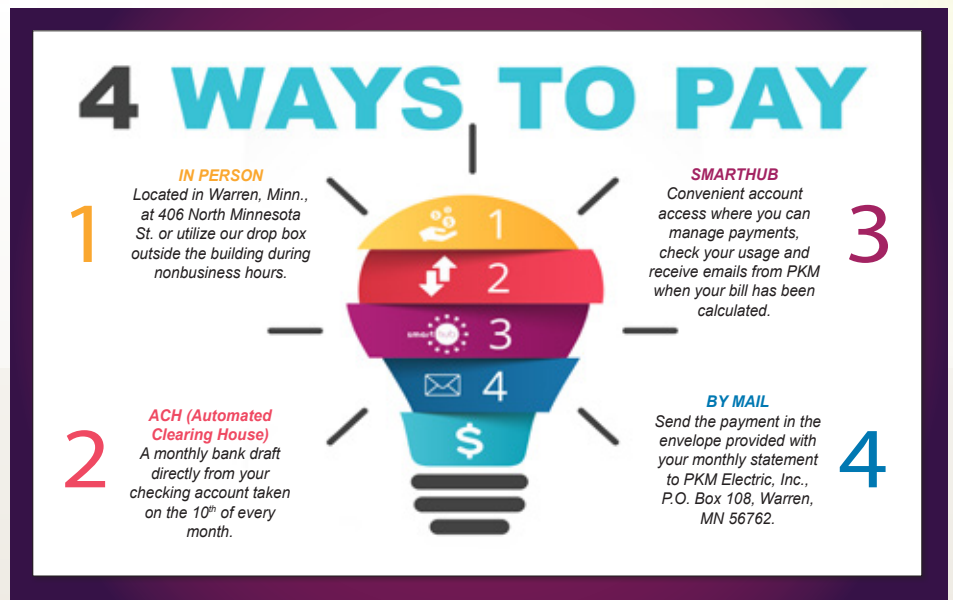 4 WAYS TO PAY
1
IN PERSON
Located in Warren, Minn.,
at 406 North Minnesota
St. or utilize our drop box
outside the building during
nonbusiness hours.
2
ACH (Automated
Clearing House)
A monthly bank draft
directly from your
checking account taken
on the 10th of every
month.
1
2
smarthub 3
4
$
SMARTHUB
Convenient account
access where you can
manage payments,
check your usage and
receive emails from PKM
when your bill has been
calculated.
3
BY MAIL
Send the payment in the
envelope provided with
your monthly statement
to PKM Electric, Inc.,
P.O. Box 108, Warren,
MN 56762.
4